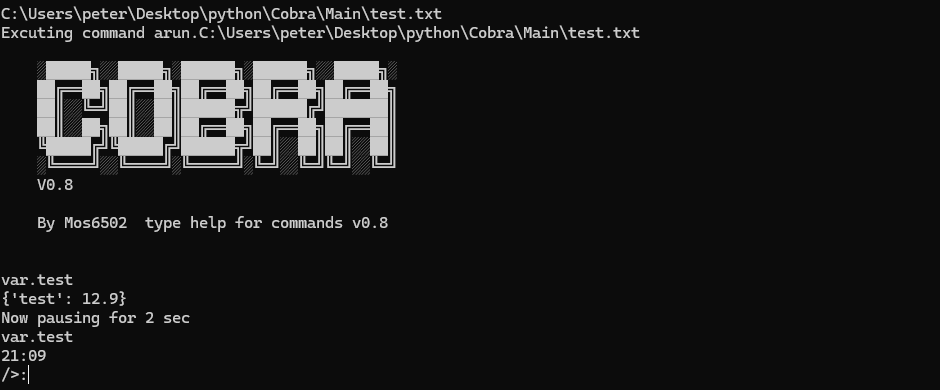 C:\Users\peter\Desktop\python\Cobra\Main\test.txt
Excuting command arun.C:\Users\peter\Desktop\python\Cobra\Main\test.txt
COBRA
V0.8
By Mos6502  type help for commands v0.8
var.test
{'test': 12.9}
Now pausing for 2 sec
var.test
21:09
/>: